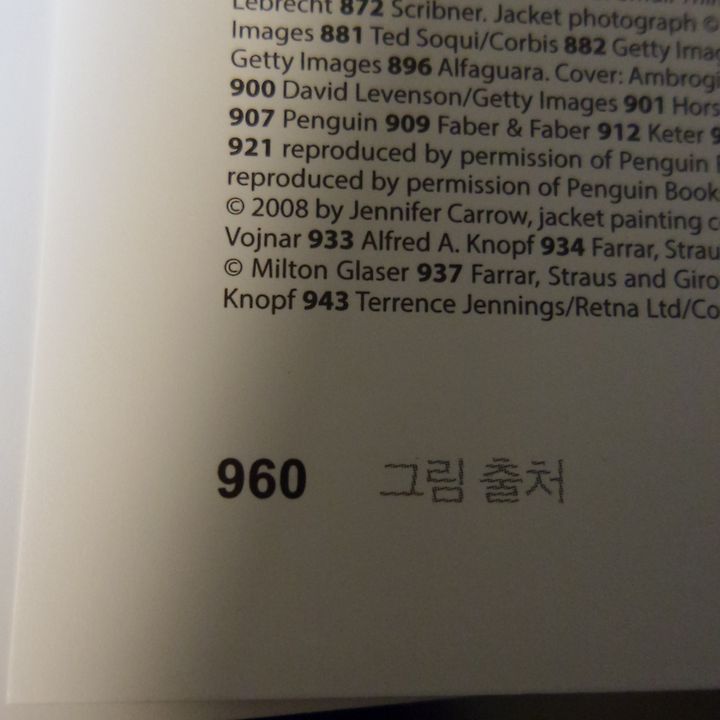 Lebrecht 872 Scribner. Jacket photograph ©
Images 881 Ted Soqui/Corbis 882 Getty
Getty Images 896 Alfaguara. Cover:
900 David Levenson/Getty Images 901
907 Penguin 909 Faber & Faber 912 Keter
921 reproduced by permission of Penguin
reproduced by permission of Penguin
© 2008 by Jennifer Carrow, jacket painting
Vojnar 933 Alfred A. Knopf 934 Farrar,
© Milton Glaser 937 Farrar, Straus and
Knopf 943 Terrence Jennings/Retna Ltd/
960 그림 출처